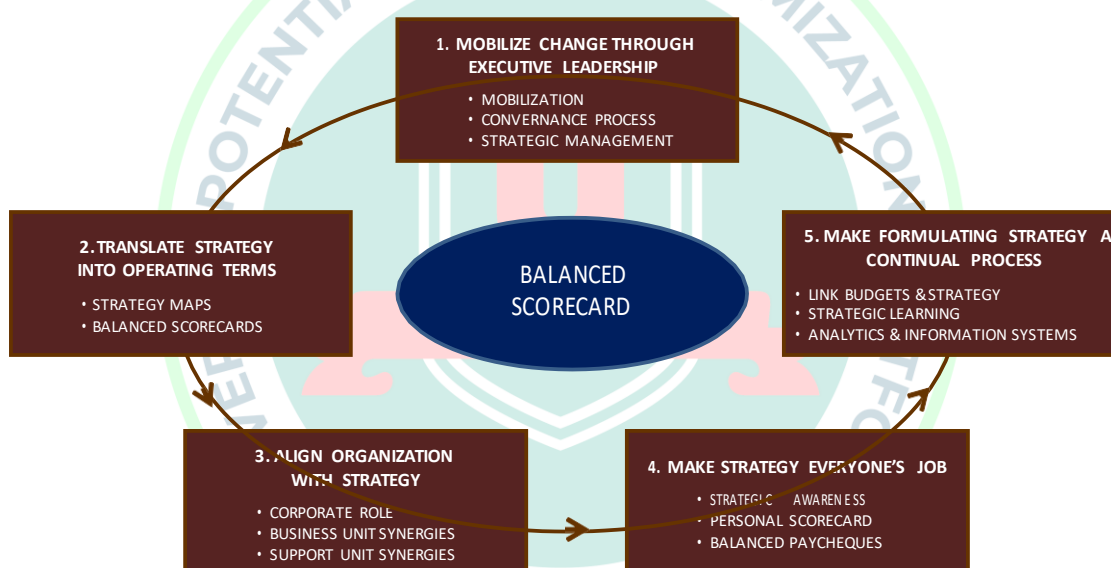 1. MOBILIZE CHANGE THROUGH
EXECUTIVE LEADERSHIP
• MOBILIZATION
• CONVERNANCE PROCESS
• STRATEGIC MANAGEMENT
2. TRANSLATE STRATEGY
INTO OPERATING TERMS
• STRATEGY MAPS
• BALANCED SCORECARDS
BALANCED
SCORECARD
5. MAKE FORMULATING STRATEGY A
CONTINUAL PROCESS
• LINK BUDGETS & STRATEGY
• STRATEGIC LEARNING
• ANALYTICS & INFORMATION SYSTEMS
3. ALIGN ORGANIZATION
WITH STRATEGY
• CORPORATE ROLE
• BUSINESS UNIT SYNERGIES
• SUPPORT UNIT SYNERGIES
4. MAKE STRATEGY EVERYONE'S JOB
• STRATEGIC AWARENESS
• PERSONAL SCORECARD
• BALANCED PAYCHEQUES